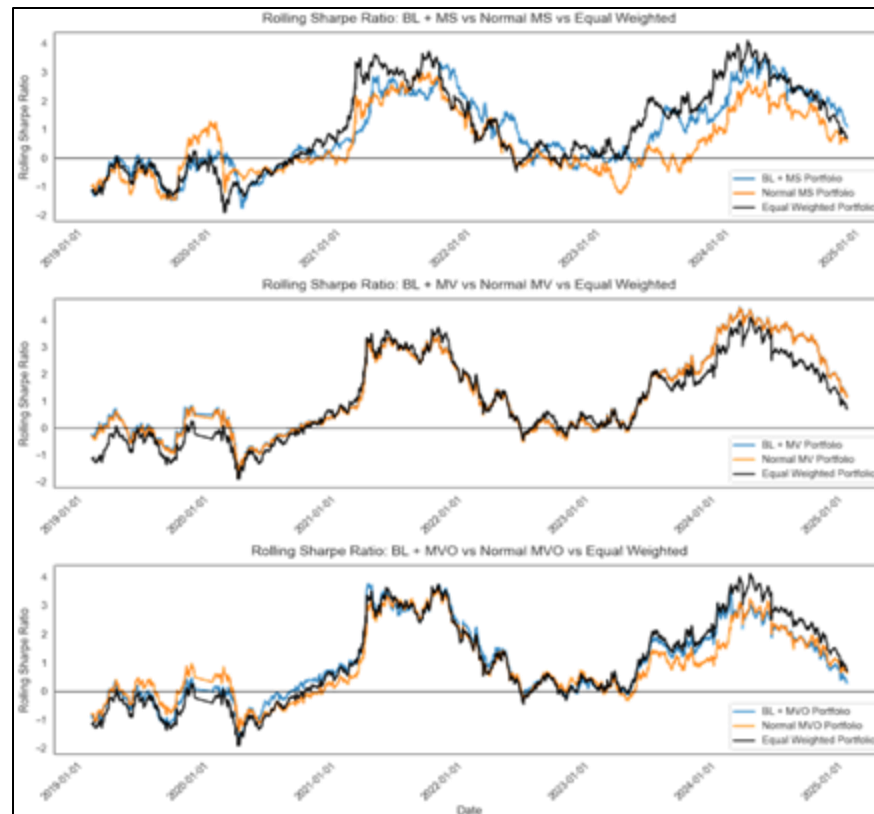 Rolling Sharpe Ratio: BL + MS vs Normal MS vs Equal Weighted
Rolling Sharpe Ratio
4
3
2
1
0
-1
-2
BL + MS Portfolio
Normal MS Portfolio
Equal Weighted Portfolio
2019-01-01
2020-01-01
2021-01-01
2022-01-01
2023-01-01
2024-01-01
2025-01-01
Rolling Sharpe Ratio: BL + MV vs Normal MV vs Equal Weighted
Rolling Sharpe Ratio
4
3
2
1
0
-1
-2
BL + MV Portfolio
Normal MV Portfolio
Equal Weighted Portfolio
2019-01-01
2020-01-01
2021-01-01
2022-01-01
2023-01-01
2024-01-01
2025-01-01
Rolling Sharpe Ratio: BL + MVO vs Normal MVO vs Equal Weighted
Rolling Sharpe Ratio
4
3
2
1
0
-1
-2
BL + MVO Portfolio
Normal MVO Portfolio
Equal Weighted Portfolio
2019-01-01
2020-01-01
2021-01-01
2022-01-01
2023-01-01
2024-01-01
2025-01-01
Date